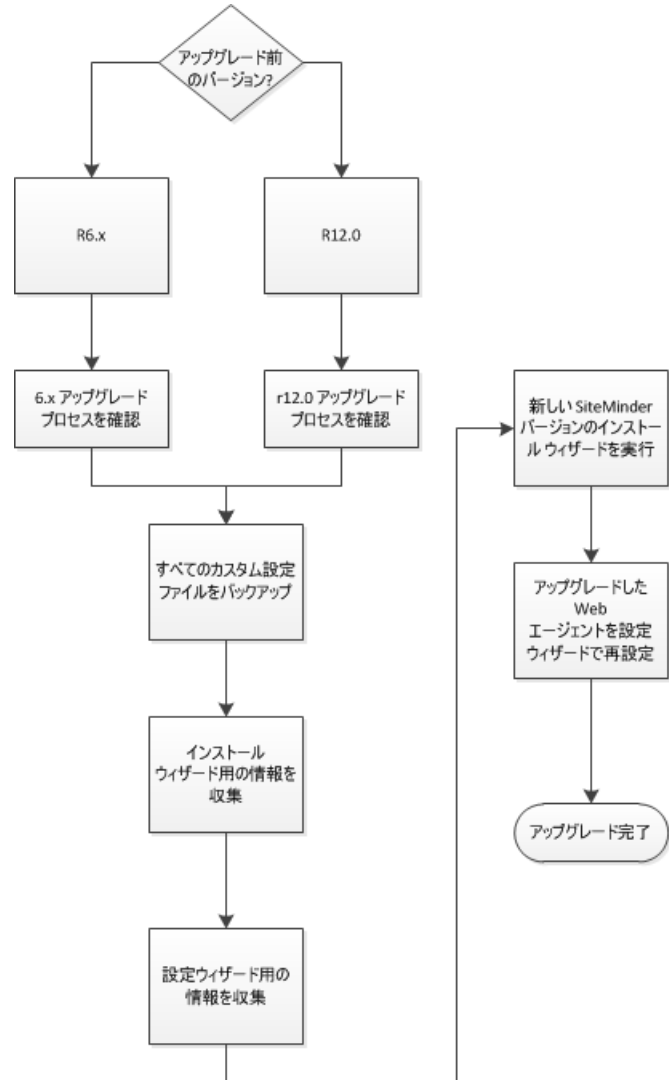 アップグレード前
のバージョン?
R6.x
R12.0
6.x アップグレード
プロセスを確認
r12.0 アップグレード
プロセスを確認
すべてのカスタム設定
ファイルをバックアップ
インストール
ウィザード用の情報を
収集
設定ウィザード用の
情報を収集
新しい SiteMinder
バージョンのインストー
ル ウィザードを実行
アップグレードした
Web
エージェントを設定
ウィザードで再設定
アップグレード完了